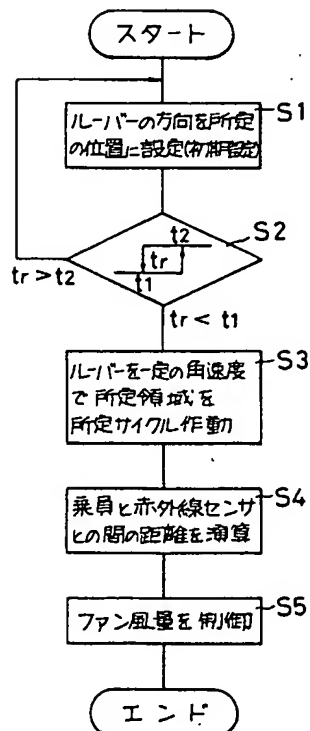 スタート
ルーバーの方向を所定
の位置に設定(初期設定)
S1
t2
tr
t1
S2
tr>t2
tr<t1
ルーバーを一定の角速度
で所定領域を
所定サイクル作動
S3
乗員と赤外線センサ
との間の距離を演算
S4
ファン風量を制御
S5
エンド